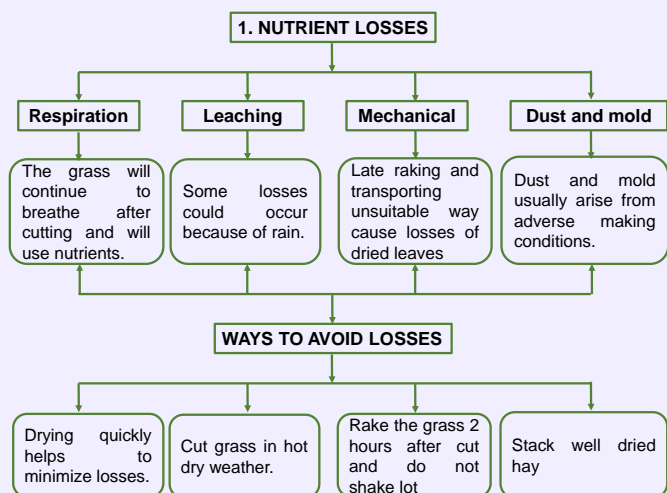 1. NUTRIENT LOSSES
Respiration
Leaching
Mechanical
Dust and mold
The grass will
continue to
breathe after
cutting and will
use nutrients.
Some losses
could occur
because of rain.
Late raking and
transporting
unsuitable way
cause losses of
dried leaves
Dust and mold
usually arise from
adverse making
conditions.
WAYS TO AVOID LOSSES
Drying quickly
helps to
minimize losses.
Cut grass in hot
dry weather.
Rake the grass 2
hours after cut
and do not
shake lot
Stack well dried
hay